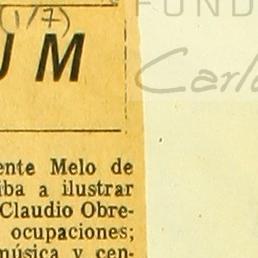 (1/7)
UM
FUND
Carlo
ente Melo de
iba a ilustrar
Claudio Obre-
ocupaciones;
música y cen-